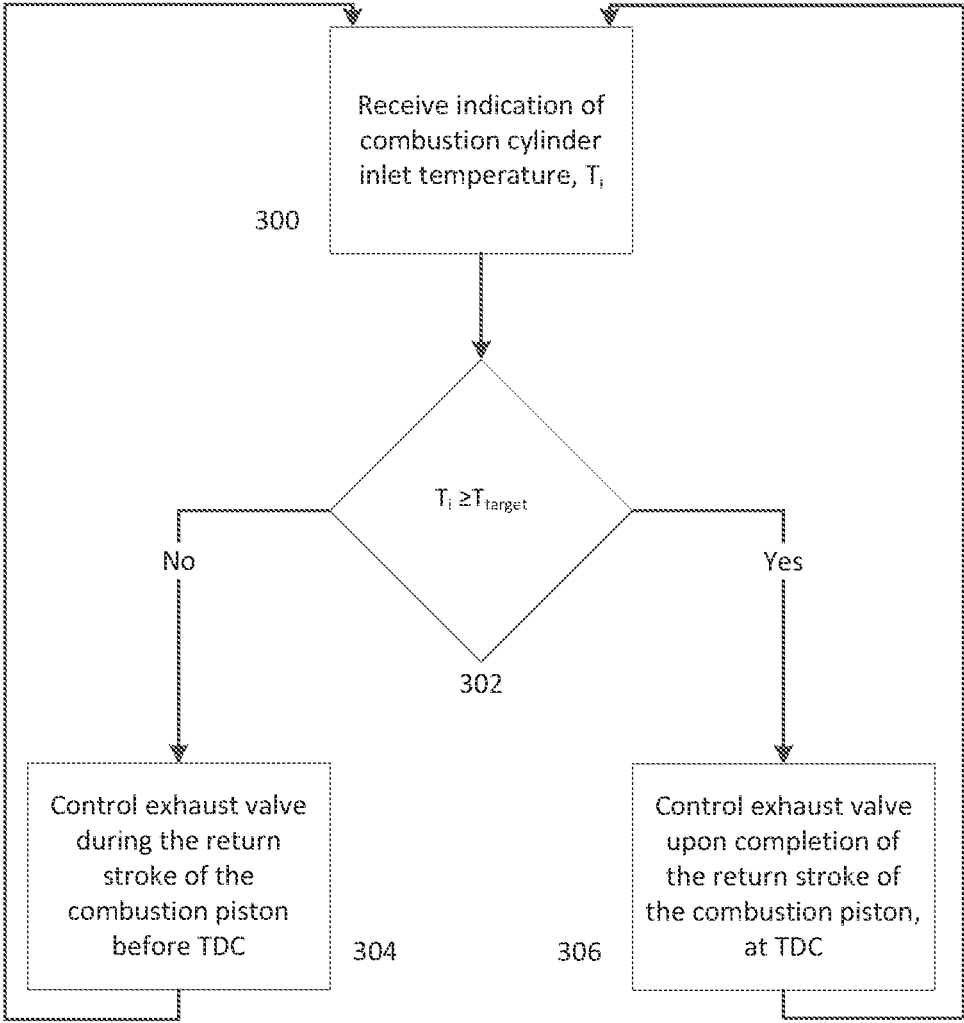 Receive indication of
combustion cylinder
inlet temperature, Ti
300
Ti ≥Ttarget
No
Yes
302
Control exhaust valve
during the return
stroke of the
combustion piston
before TDC
304
306
Control exhaust valve
upon completion of
the return stroke of
the combustion piston,
at TDC